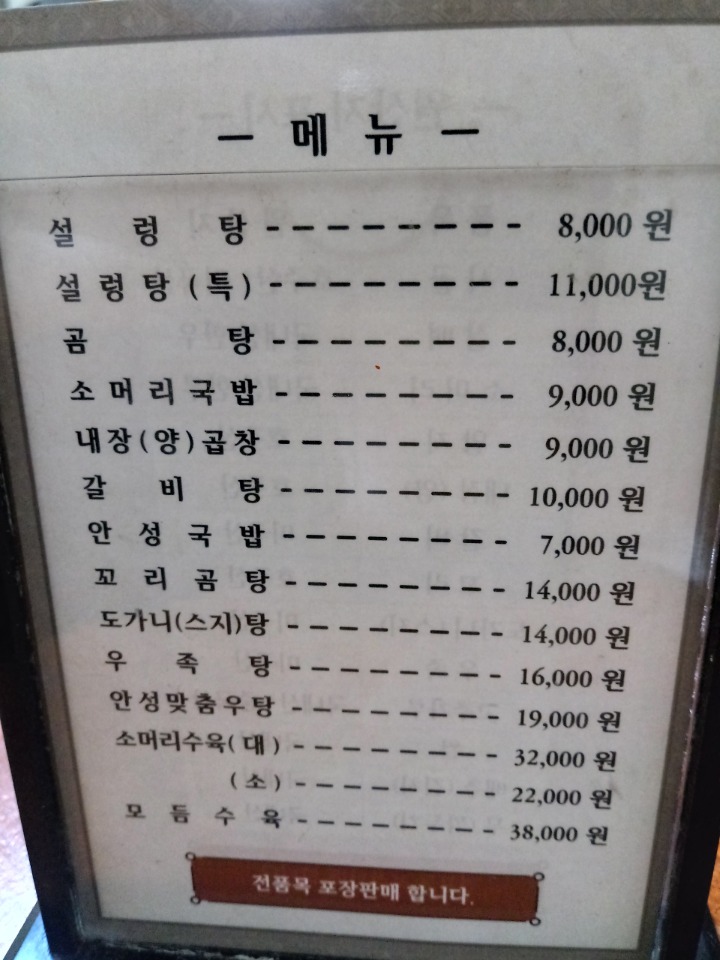 — 메 뉴 —
설 렁 탕 - - - - - - - - - 8,000 원
설 렁 탕 ( 특 ) - - - - - - - - - 11,000원
곰 탕 - - - - - - - - - 8,000 원
소 머 리 국 밥 - - - - - - - - - 9,000 원
내 장 ( 양 ) 곱 창 - - - - - - - - - 9,000 원
갈 비 탕 - - - - - - - - - 10,000 원
안 성 국 밥 - - - - - - - - - 7,000 원
꼬 리 곰 탕 - - - - - - - - - 14,000 원
도가니(스지)탕 - - - - - - - - - 14,000 원
우 족 탕 - - - - - - - - - 16,000 원
안 성 맞 춤 우 탕 - - - - - - - - - 19,000 원
소머리수육( 대 ) - - - - - - - - - 32,000 원
( 소 ) - - - - - - - - - 22,000 원
모 듬 수 육 - - - - - - - - - 38,000 원
전품목 포장판매 합니다.